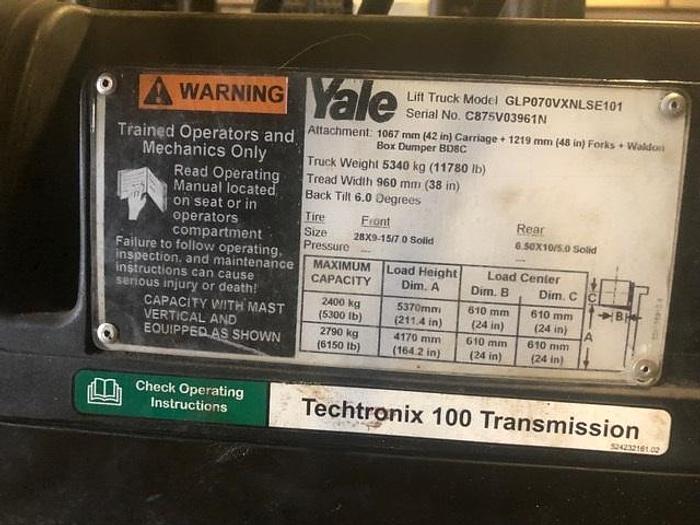 WARNING
Trained Operators and
Mechanics Only
Read Operating
Manual located
on seat or in
operators
compartment
Failure to follow operating,
inspection, and maintenance
instructions can cause
serious injury or death!
CAPACITY WITH MAST
VERTICAL AND
EQUIPPED AS SHOWN
Yale
Lift Truck Model GLP070VXNLSE101
Serial No. C875V03961N
Attachment: 1067 mm (42 in) Carriage + 1219 mm (48 in) Forks + Waldon
Box Dumper BD8C
Truck Weight 5340 kg (11780 lb)
Tread Width 960 mm (38 in)
Back Tilt 6.0 Degrees
Tire Front Rear
Size 28X9-15/7.0 Solid 6.50X10/5.0 Solid
Pressure --- ---
MAXIMUM CAPACITY Load Height Dim. A Load Center Dim. B Dim. C
2400 kg 5370mm 610 mm 610 mm
(5300 lb) (211.4 in) (24 in) (24 in)
2790 kg 4170 mm 610 mm 610 mm
(6150 lb) (164.2 in) (24 in) (24 in)
C
B
A
Check Operating
Instructions
Techtronix 100 Transmission
524232161.02